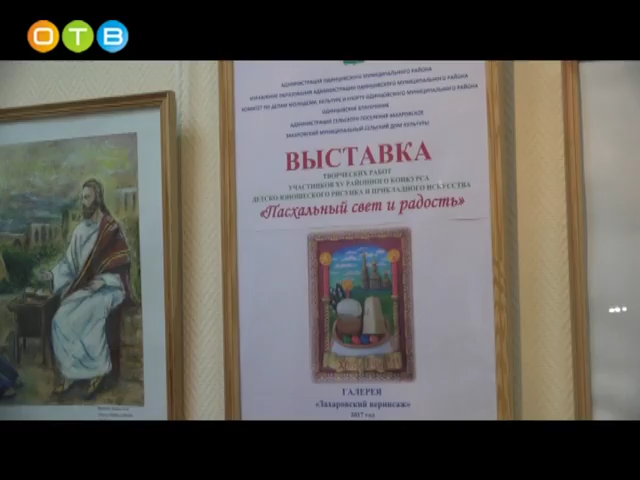 ОТВ
АДМИНИСТРАЦИЯ ОДИНЦОВСКОГО МУНИЦИПАЛЬНОГО РАЙОНА
УПРАВЛЕНИЕ ОБРАЗОВАНИЯ АДМИНИСТРАЦИИ ОДИНЦОВСКОГО МУНИЦИПАЛЬНОГО РАЙОНА
КОМИТЕТ ПО ДЕЛАМ МОЛОДЕЖИ, КУЛЬТУРЕ И СПОРТУ ОДИНЦОВСКОГО МУНИЦИПАЛЬНОГО РАЙОНА
ОДИНЦОВСКОЕ БЛАГОЧИНИЕ
АДМИНИСТРАЦИЯ СЕЛЬСКОГО ПОСЕЛЕНИЯ ЗАХАРОВСКОЕ
ЗАХАРОВСКИЙ МУНИЦИПАЛЬНЫЙ СЕЛЬСКИЙ ДОМ КУЛЬТУРЫ
ВЫСТАВКА
ТВОРЧЕСКИХ РАБОТ
УЧАСТНИКОВ XV РАЙОННОГО КОНКУРСА
ДЕТСКО-ЮНОШЕСКОГО РИСУНКА И ПРИКЛАДНОГО ИСКУССТВА
«Пасхальный свет и радость»
ГАЛЕРЕЯ
«Захаровский вернисаж»
2017 год